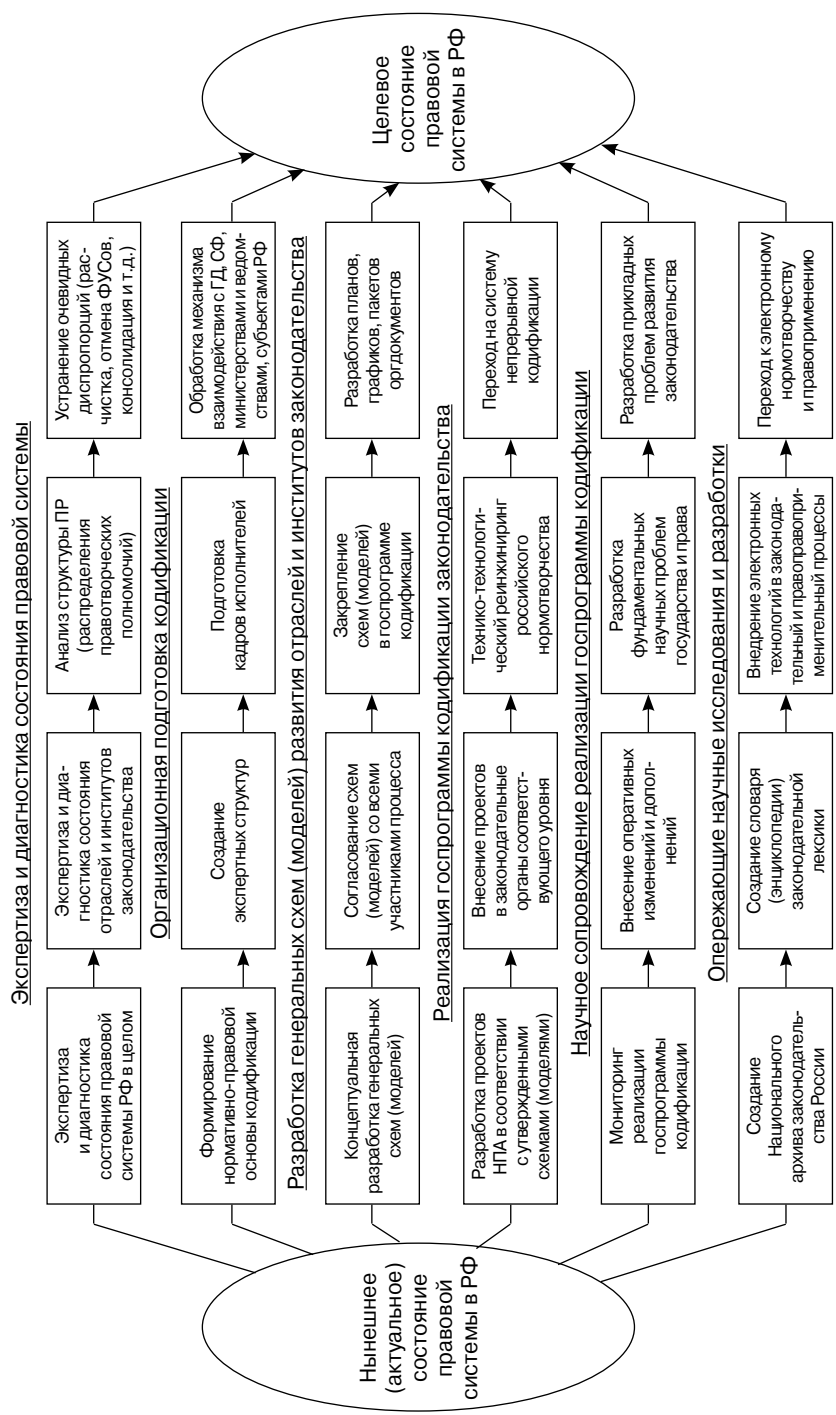 Нынешнее
(актуальное)
состояние
правовой
системы в РФ
Экспертиза и диагностика состояния правовой системы
Экспертиза
и диагностика
состояния правовой
системы РФ в целом
Экспертиза и диа-
гностика состояния
отраслей и институтов
законодательства
Анализ структуры ПР
(распределения
правотворческих
полномочий)
Устранение очевидных
диспропорций (рас-
чистка, отмена ФУСов,
консолидация и т.д.)
Организационная подготовка кодификации
Формирование
нормативно-правовой
основы кодификации
Создание
экспертных структур
Подготовка
кадров исполнителей
Обработка механизма
взаимодействия с ГД, СФ,
министерствами и ведом-
ствами, субъектами РФ
Разработка генеральных схем (моделей) развития отраслей и институтов законодательства
Концептуальная
разработка генеральных
схем (моделей)
Согласование схем
(моделей) со всеми
участниками процесса
Закрепление
схем (моделей)
в госпрограмме
кодификации
Разработка планов,
графиков, пакетов
оргдокументов
Реализация госпрограммы кодификации законодательства
Разработка проектов
НПА в соответствии
с утвержденными
схемами (моделями)
Внесение проектов
в законодательные
органы соответст-
вующего уровня
Технико-технологи-
ческий реинжиниринг
российского
нормотворчества
Переход на систему
непрерывной
кодификации
Научное сопровождение реализации госпрограммы кодификации
Мониторинг
реализации
госпрограммы
кодификации
Внесение оперативных
изменений и допол-
нений
Разработка
фундаментальных
научных проблем
государства и права
Разработка прикладных
проблем развития
законодательства
Опережающие научные исследования и разработки
Создание
Национального
архива законодатель-
ства России
Создание словаря
(энциклопедии)
законодательной
лексики
Внедрение электронных
технологий в законода-
тельный и правоправопри-
менительный процессы
Переход к электронному
нормотворчеству
и правоприменению
Целевое
состояние
правовой
системы в РФ